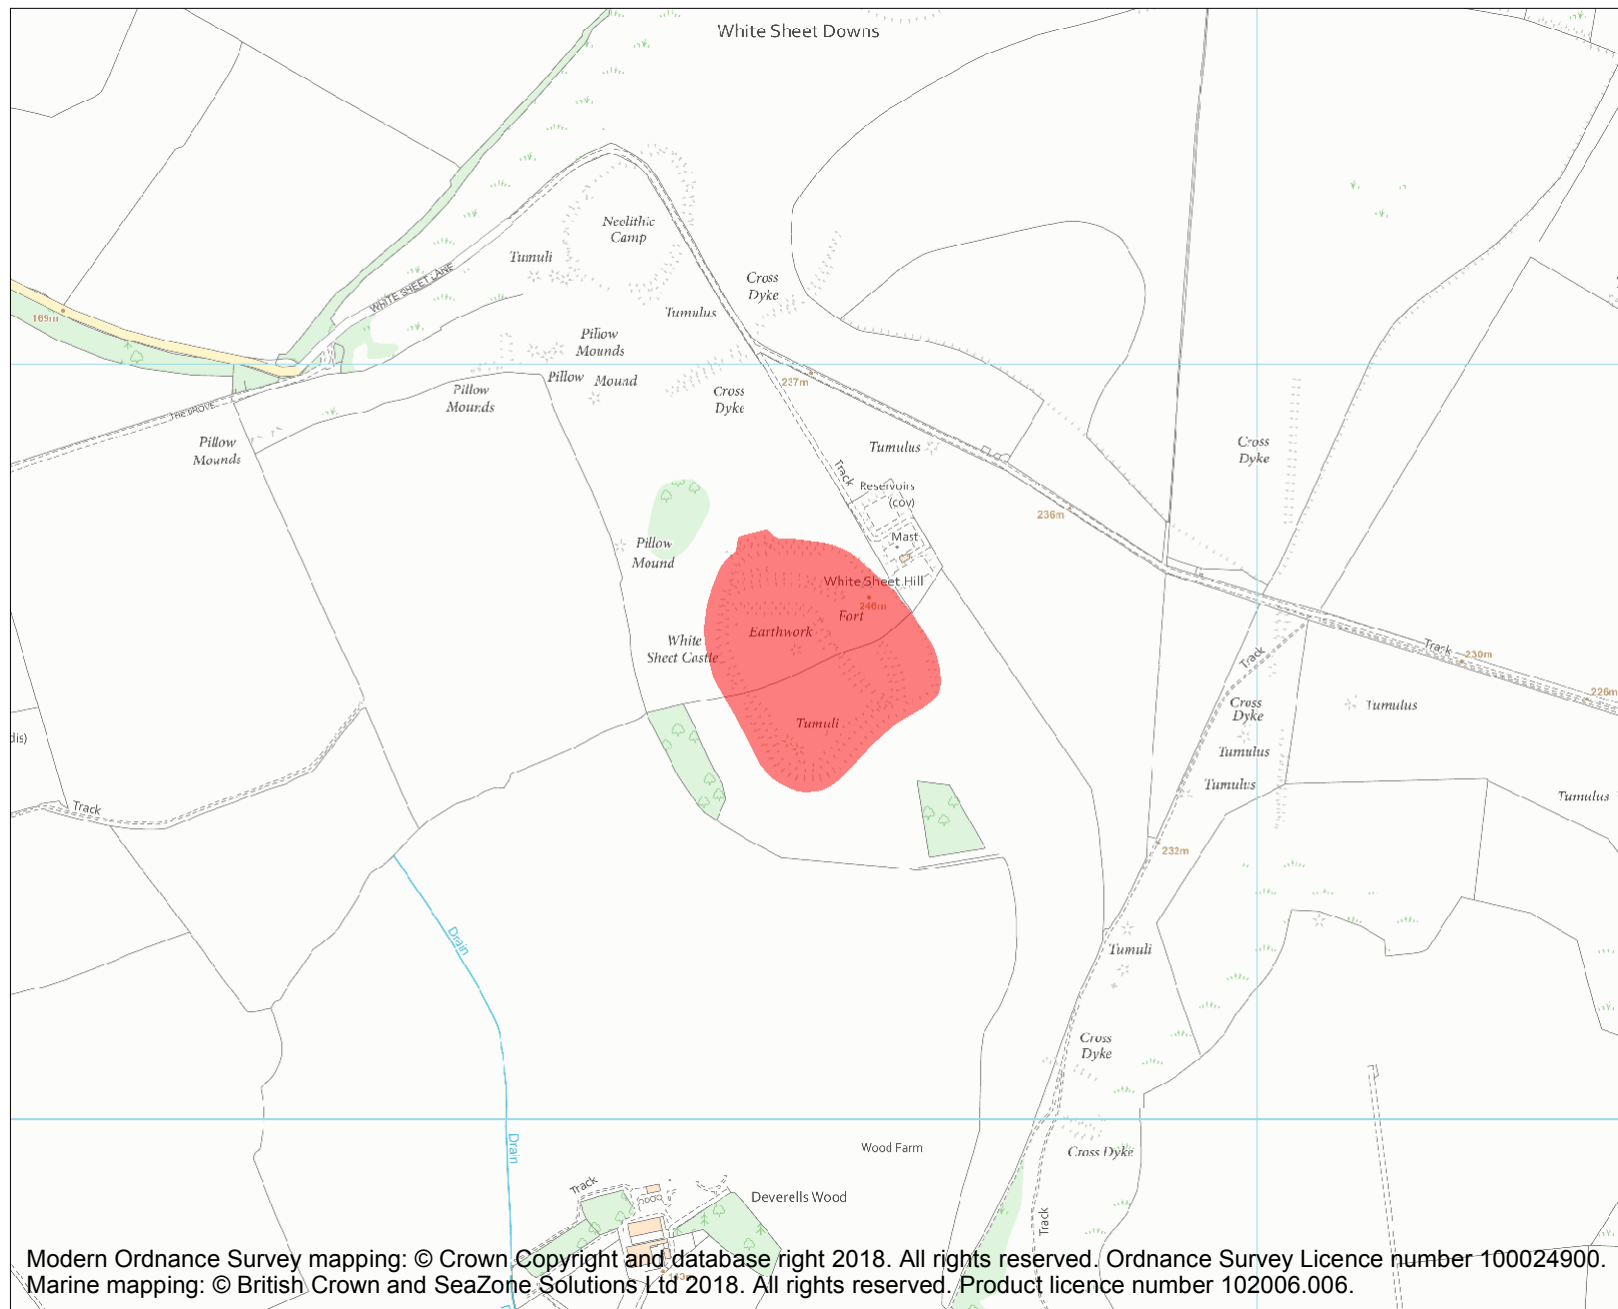 White Sheet Downs
Neolithic
Camp
Tumuli
WHITE SHEET LANE
Cross
Dyke
Tumulus
169m
Pillow
Mounds
Pillow Mound
Pillow
Mounds
Cross
Dyke
237m
THE DROVE
Pillow
Mounds
Tumulus
Cross
Dyke
Track
Reservoirs
(cov)
236m
Mast
Pillow
Mound
White Sheet Hill
246m
Fort
Earthwork
White
Sheet Castle
Track
230m
Track
226m
Cross
Dyke
Tumulus
Tumuli
Tumulus
Tumulus
Tumulus
dis)
Track
232m
Drain
Tumuli
Cross
Dyke
Drain
Wood Farm
Cross Dyke
Track
Deverells Wood
Track
143m
Modern Ordnance Survey mapping: © Crown Copyright and database right 2018. All rights reserved. Ordnance Survey Licence number 100024900.
Marine mapping: © British Crown and SeaZone Solutions Ltd 2018. All rights reserved. Product licence number 102006.006.